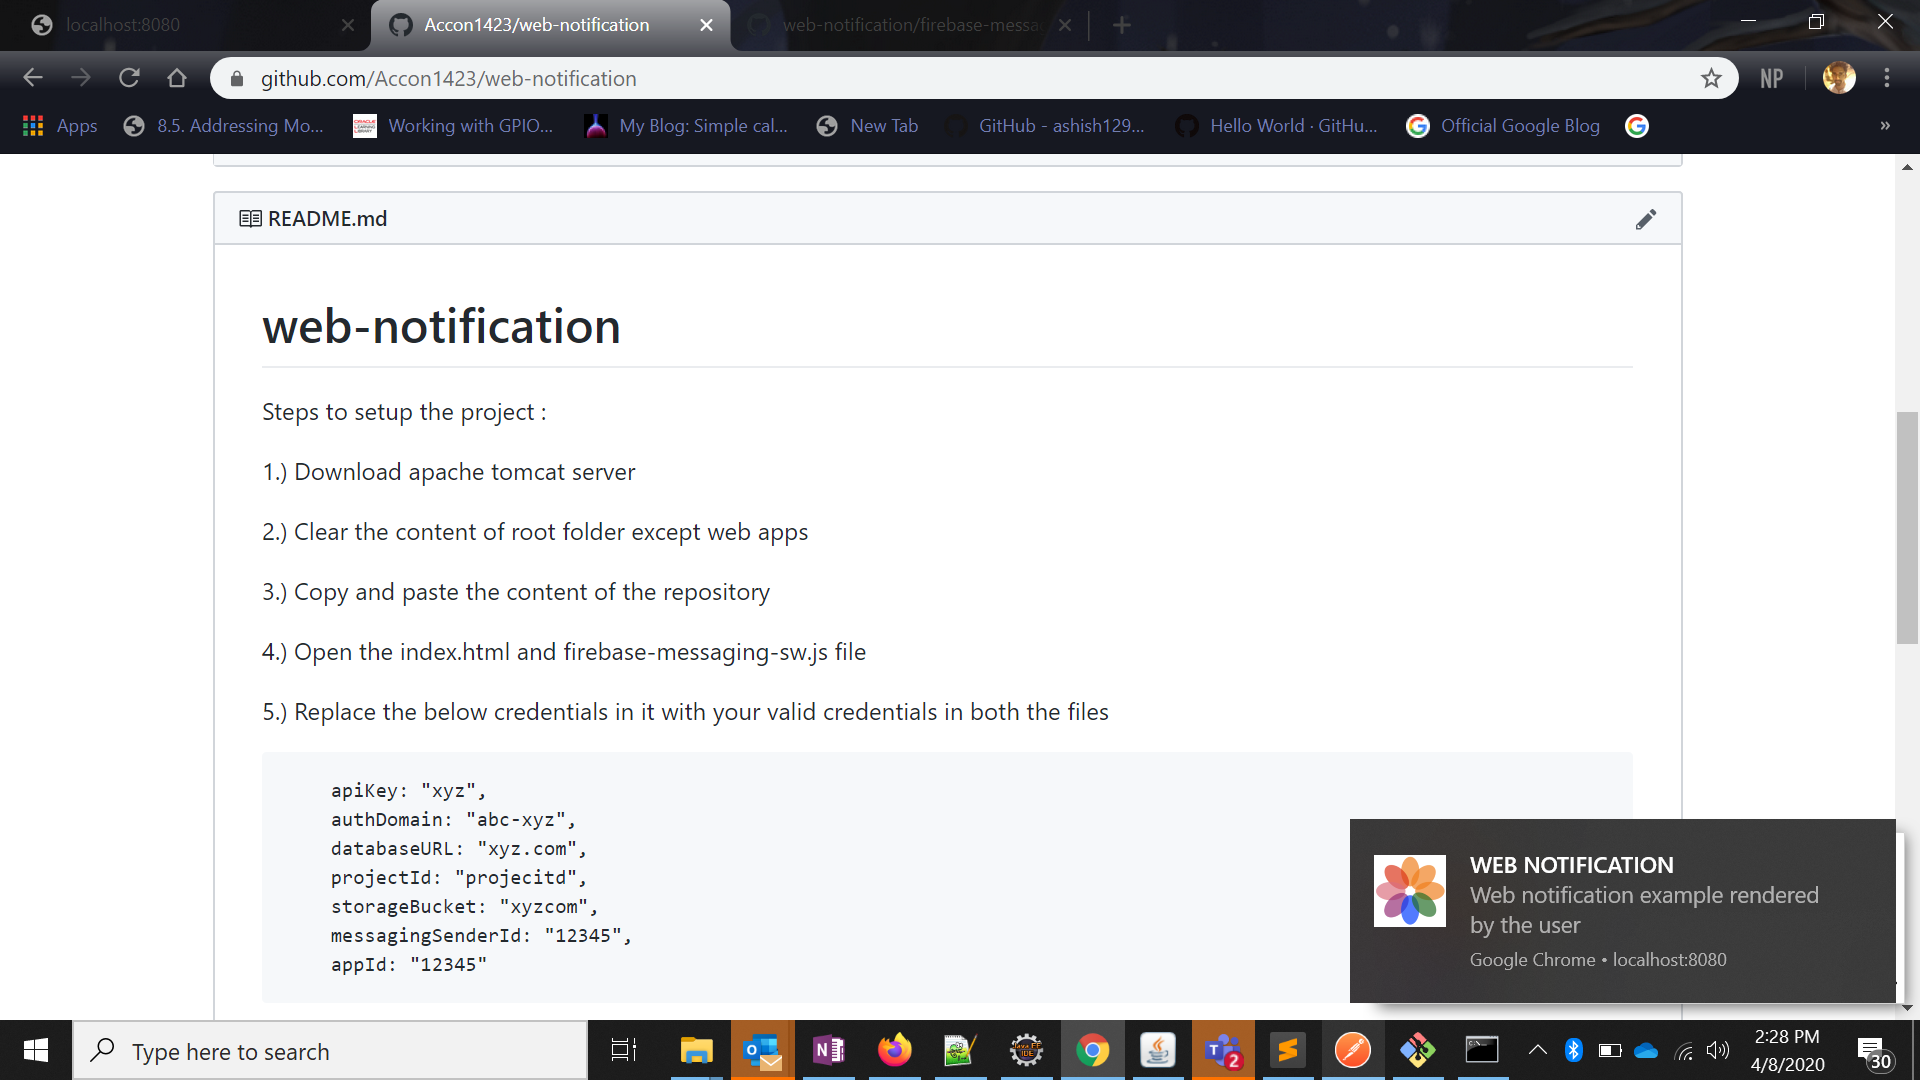 localhost:8080
Accon1423/web-notification
web-notification/firebase-messa
github.com/Accon1423/web-notification
NP
Apps
8.5. Addressing Mo...
Working with GPIO...
My Blog: Simple cal...
New Tab
GitHub - ashish129...
Hello World · GitHu...
Official Google Blog
»
README.md
web-notification
Steps to setup the project :
1.) Download apache tomcat server
2.) Clear the content of root folder except web apps
3.) Copy and paste the content of the repository
4.) Open the index.html and firebase-messaging-sw.js file
5.) Replace the below credentials in it with your valid credentials in both the files
apiKey: "xyz",
authDomain: "abc-xyz",
databaseURL: "xyz.com",
projectId: "projecitd",
storageBucket: "xyzcom",
messagingSenderId: "12345",
appId: "12345"
WEB NOTIFICATION
Web notification example rendered
by the user
Google Chrome • localhost:8080
Type here to search
2
2:28 PM
4/8/2020
30